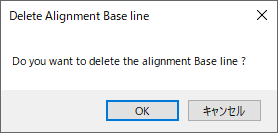 Delete Alignment Base line
Do you want to delete the alignment Base line ?
OK
キャンセル